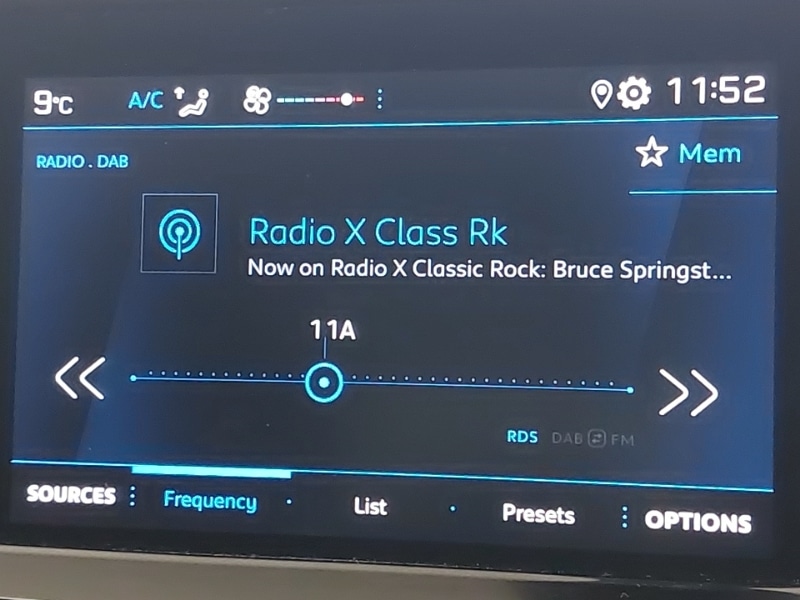 9°C A/C 11:52
RADIO . DAB
Mem
Radio X Class Rk
Now on Radio X Classic Rock: Bruce Springst...
11A
RDS DAB FM
SOURCES Frequency List Presets OPTIONS